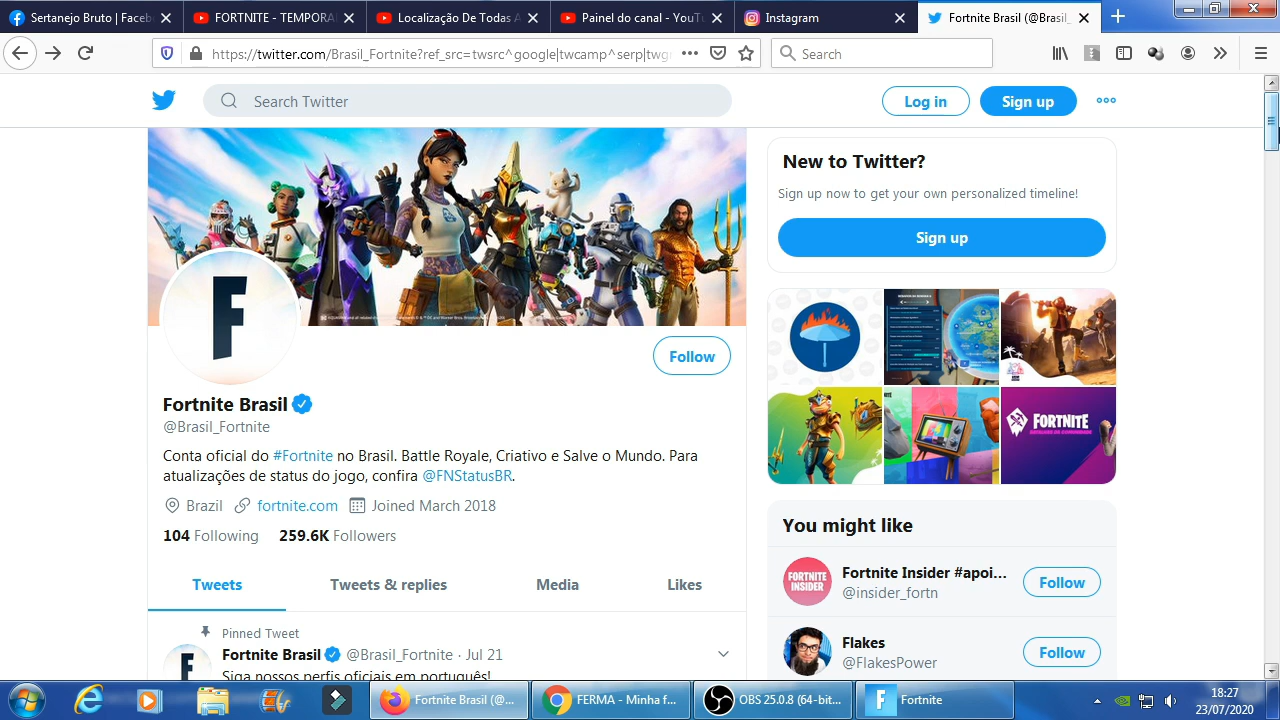 Sertanejo Bruto | Faceb
FORTNITE - TEMPORA
Localização De Todas A
Painel do canal - YouTu
Instagram
Fortnite Brasil (@Brasil_
https://twitter.com/Brasil_Fortnite?ref_src=twsrc^google|twcamp^serp|twg
Search
Search Twitter
Log in
Sign up
New to Twitter?
Sign up now to get your own personalized timeline!
Sign up
F
Follow
Fortnite Brasil
@Brasil_Fortnite
Conta oficial do #Fortnite no Brasil. Battle Royale, Criativo e Salve o Mundo. Para
atualizações de status do jogo, confira @FNStatusBR.
Brazil fortnite.com Joined March 2018
104 Following 259.6K Followers
Tweets Tweets & replies Media Likes
Pinned Tweet
Fortnite Brasil @Brasil_Fortnite · Jul 21
Siga nossos perfis oficiais em português!
FORTNITE
You might like
FORTNITE
INSIDER
Fortnite Insider #apoi...
@insider_fortn
Follow
Flakes
@FlakesPower
Follow
Fortnite Brasil (@...
FERMA - Minha f...
OBS 25.0.8 (64-bit...
Fortnite
18:27
23/07/2020